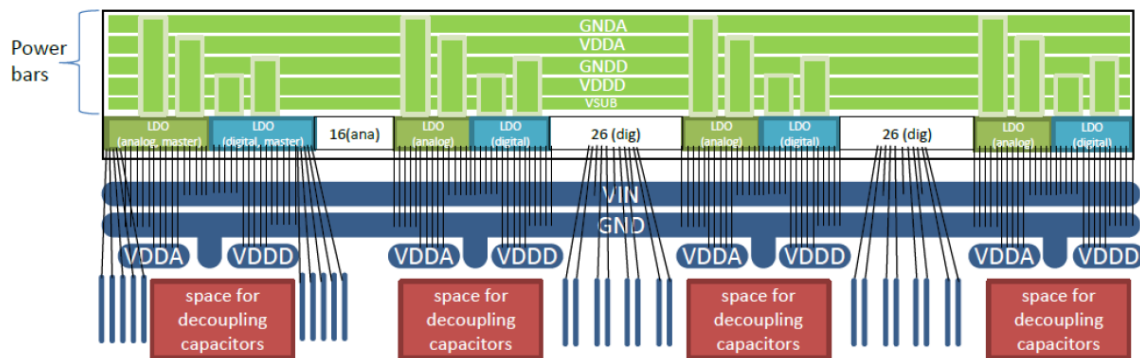 Power
bars
GNDA
VDDA
GNDD
VDDD
VSUB
LDO
(analog, master)
LDO
(digital, master)
16(ana)
LDO
(analog)
LDO
(digital)
26 (dig)
LDO
(analog)
LDO
(digital)
26 (dig)
LDO
(analog)
LDO
(digital)
VIN
GND
VDDA
VDDD
VDDA
VDDD
VDDA
VDDD
VDDA
VDDD
space for
decoupling
capacitors
space for
decoupling
capacitors
space for
decoupling
capacitors
space for
decoupling
capacitors